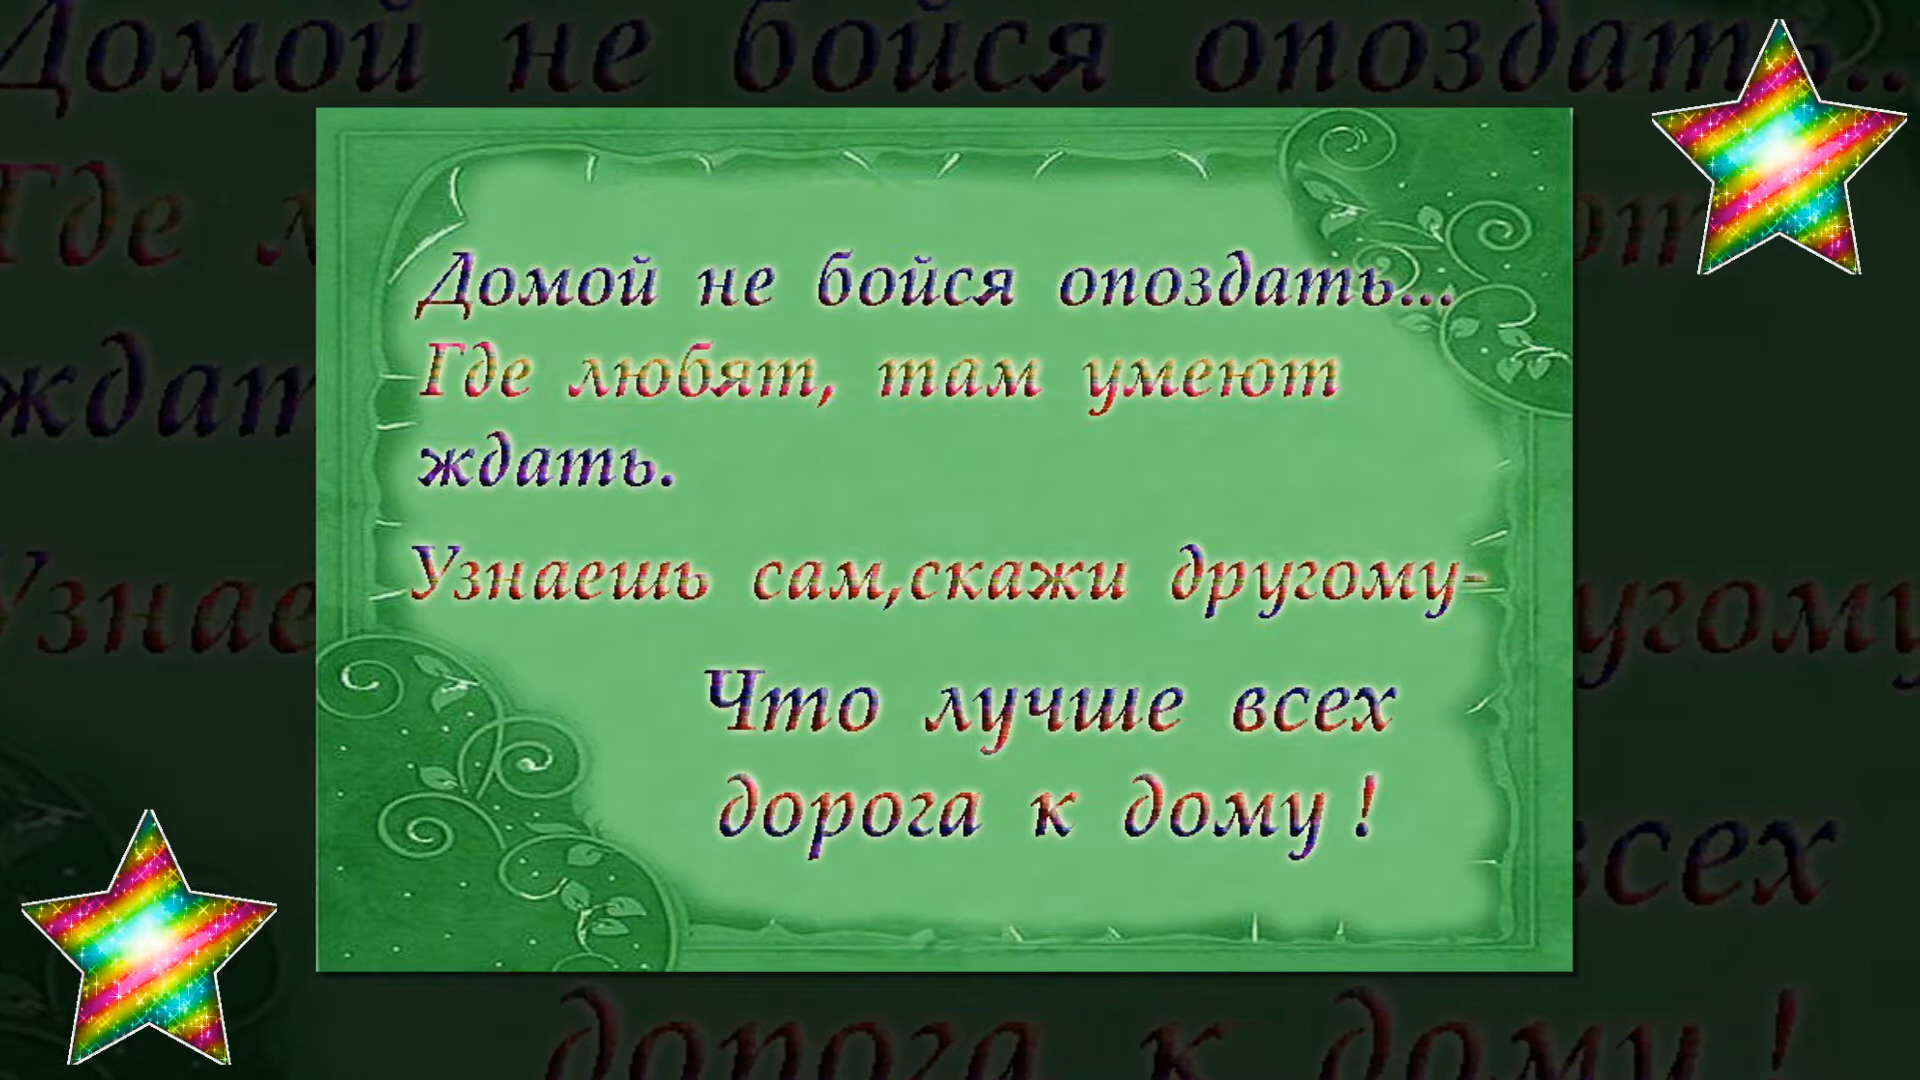 Домой не бойся опоздать...
Где любят, там умеют
ждать.
Узнаешь сам,скажи другому-
Что лучше всех
дорога к дому !